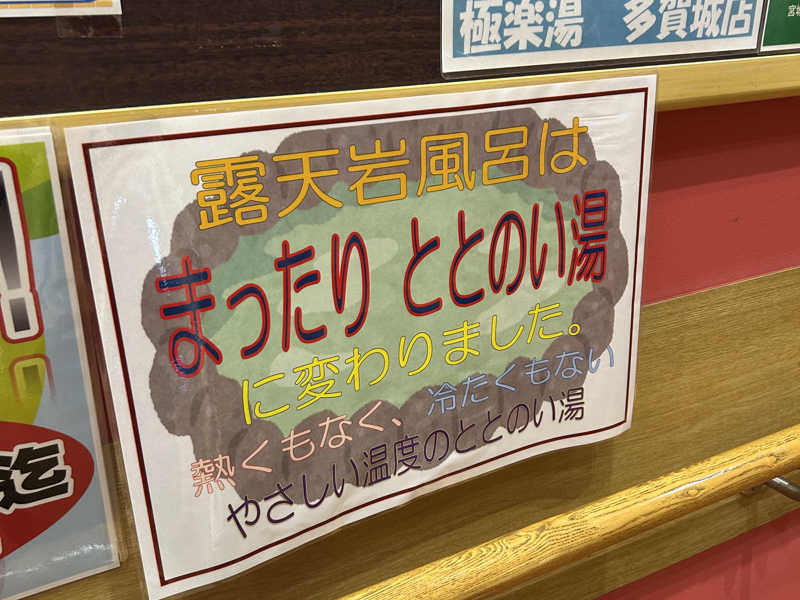 極楽湯 多賀城店
露天岩風呂は
まったり ととのい湯
に変わりました。
熱くもなく、冷たくもない
やさしい温度のととのい湯
!
迄